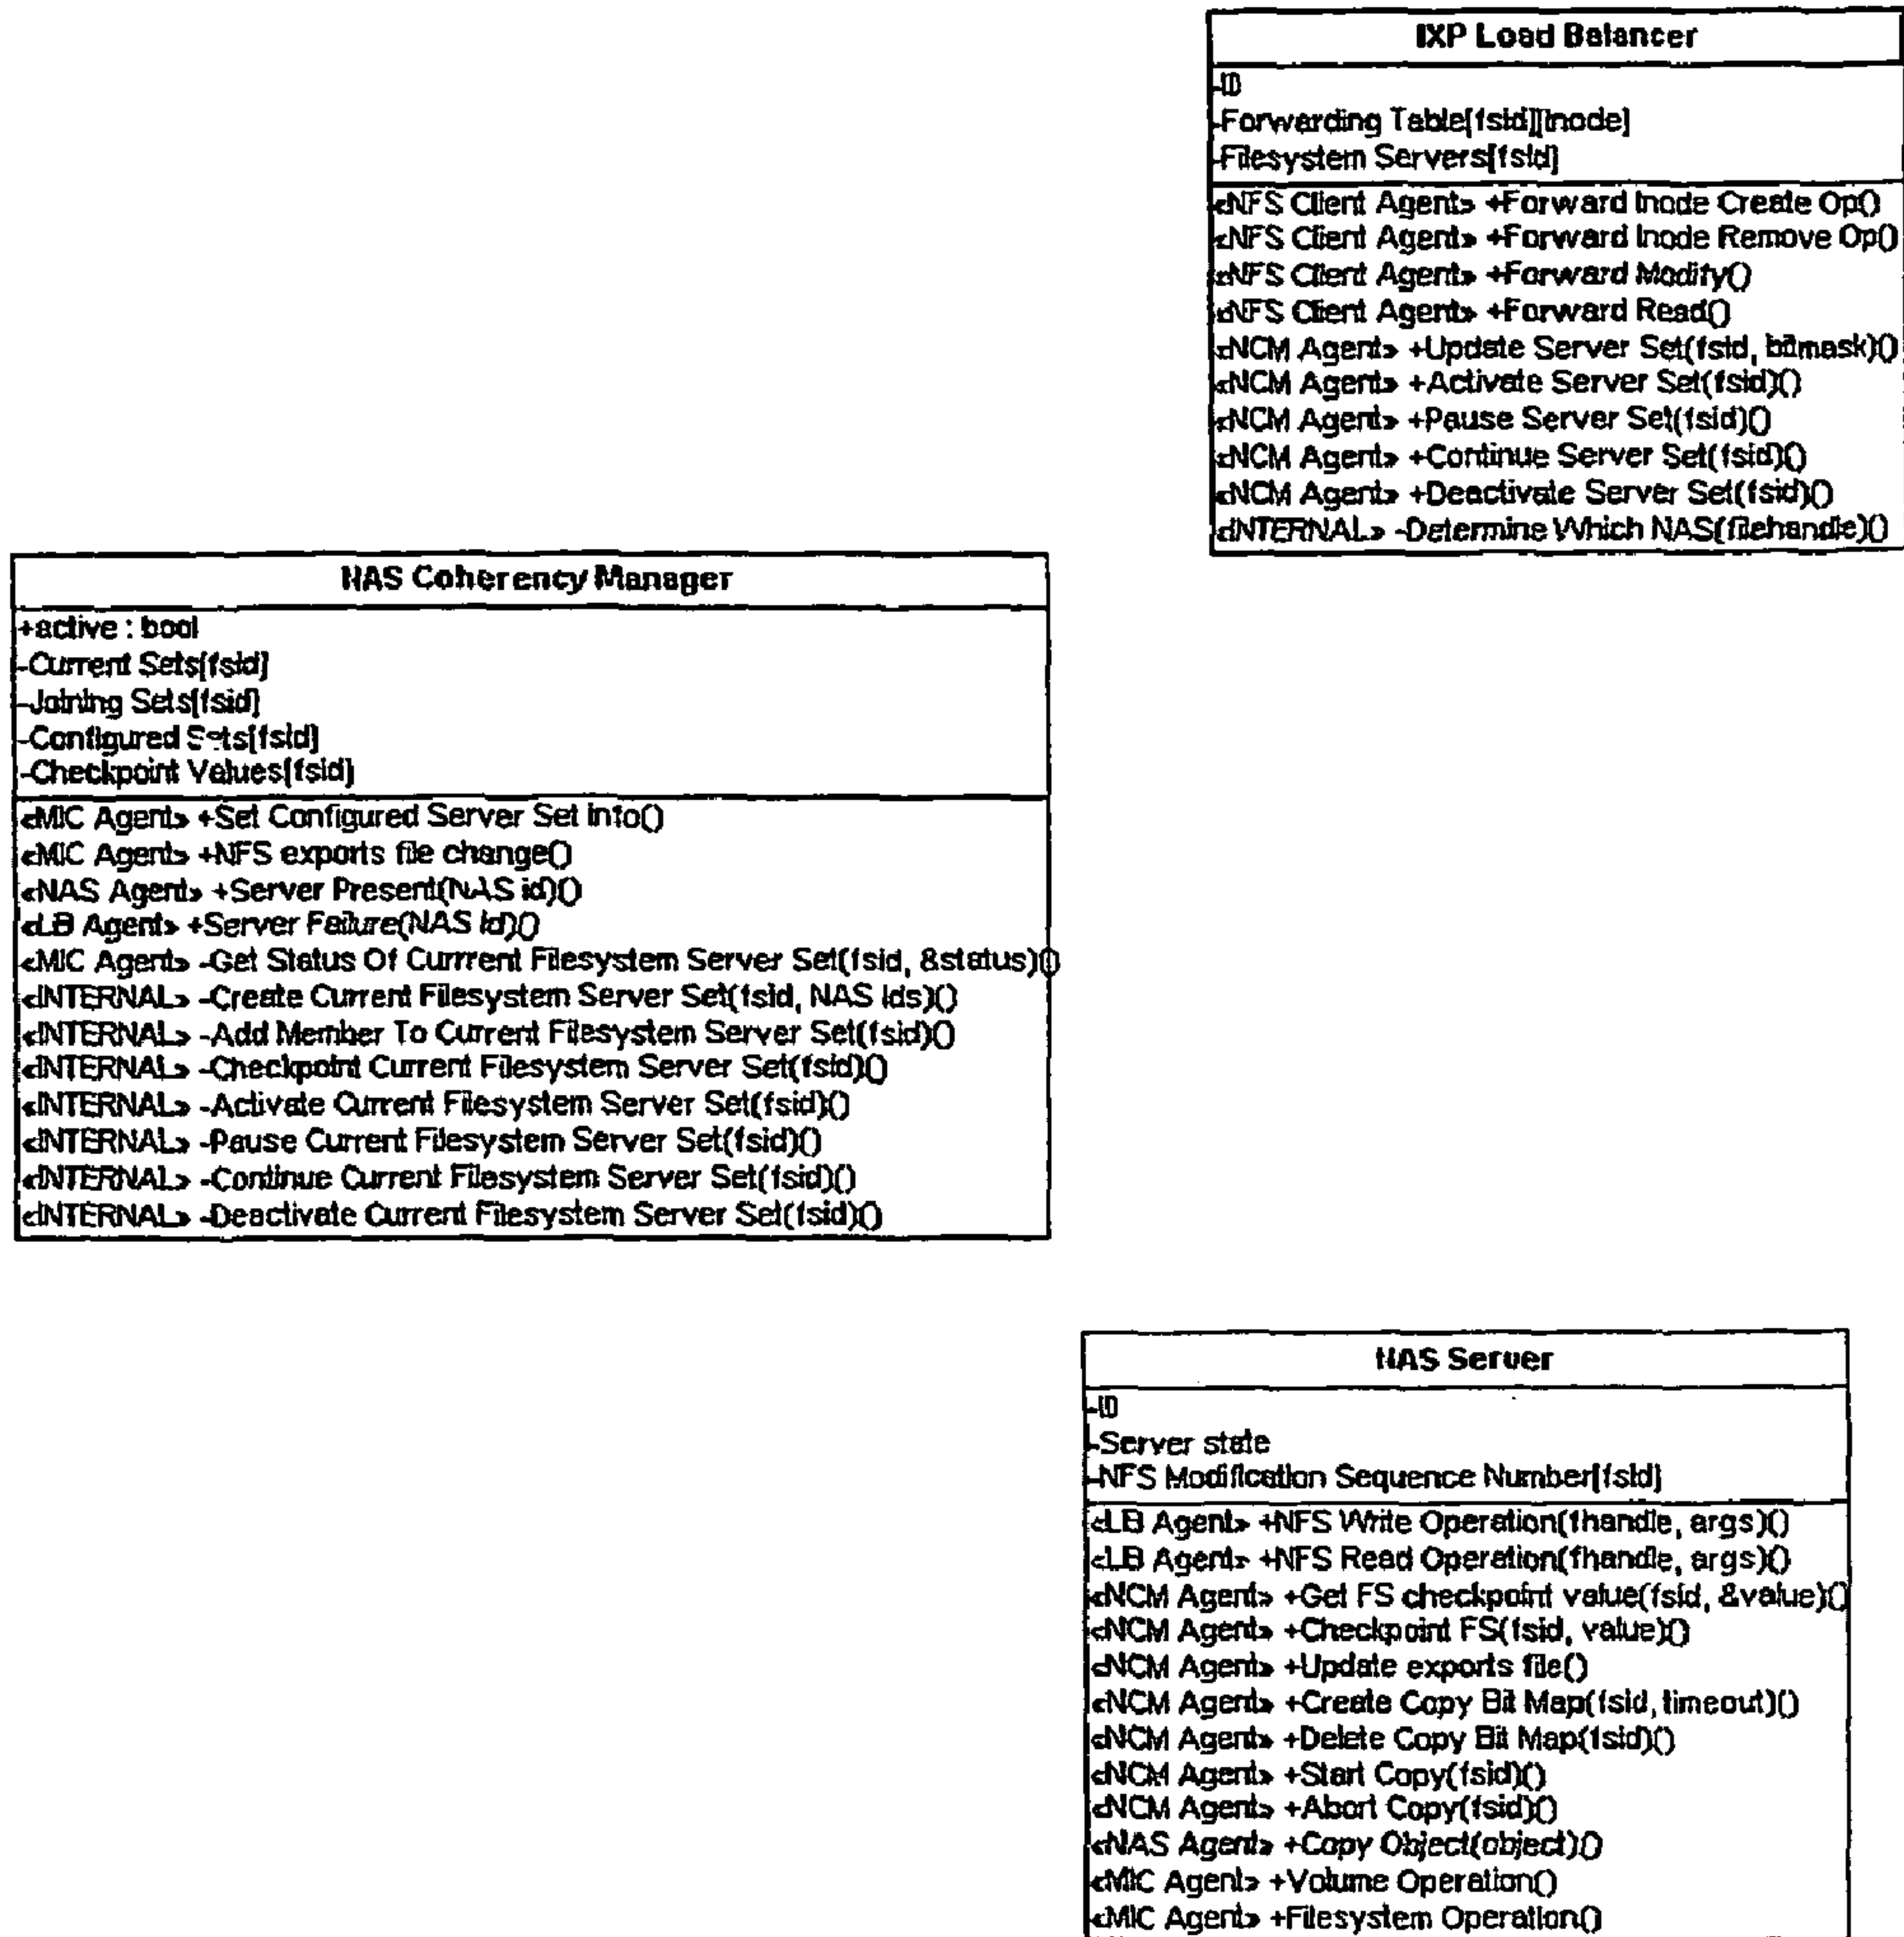 IXP Load Balancer
-ID
-Forwarding Table[fsid][inode]
-Filesystem Servers[fsid]
«NFS Client Agent» +Forward Inode Create Op()
«NFS Client Agent» +Forward Inode Remove Op()
«NFS Client Agent» +Forward Modify()
«NFS Client Agent» +Forward Read()
«NCM Agent» +Update Server Set(fsid, bitmask)()
«NCM Agent» +Activate Server Set(fsid)()
«NCM Agent» +Pause Server Set(fsid)()
«NCM Agent» +Continue Server Set(fsid)()
«NCM Agent» +Deactivate Server Set(fsid)()
«INTERNAL» -Determine Which NAS(filehandle)()
NAS Coherency Manager
+active : bool
-Current Sets[fsid]
-Joining Sets[fsid]
-Configured Sets[fsid]
-Checkpoint Values[fsid]
«MIC Agent» +Set Configured Server Set Info()
«MIC Agent» +NFS exports file change()
«NAS Agent» +Server Present(NAS id)()
«LB Agent» +Server Failure(NAS id)()
«MIC Agent» -Get Status Of Currrent Filesystem Server Set(fsid, &status)()
«INTERNAL» -Create Current Filesystem Server Set(fsid, NAS ids)()
«INTERNAL» -Add Member To Current Filesystem Server Set(fsid)()
«INTERNAL» -Checkpoint Current Filesystem Server Set(fsid)()
«INTERNAL» -Activate Current Filesystem Server Set(fsid)()
«INTERNAL» -Pause Current Filesystem Server Set(fsid)()
«INTERNAL» -Continue Current Filesystem Server Set(fsid)()
«INTERNAL» -Deactivate Current Filesystem Server Set(fsid)()
NAS Server
-ID
-Server state
-NFS Modification Sequence Number[fsid]
«LB Agent» +NFS Write Operation(fhandle, args)()
«LB Agent» +NFS Read Operation(fhandle, args)()
«NCM Agent» +Get FS checkpoint value(fsid, &value)()
«NCM Agent» +Checkpoint FS(fsid, value)()
«NCM Agent» +Update exports file()
«NCM Agent» +Create Copy Bit Map(fsid, timeout)()
«NCM Agent» +Delete Copy Bit Map(fsid)()
«NCM Agent» +Start Copy(fsid)()
«NCM Agent» +Abort Copy(fsid)()
«NAS Agent» +Copy Object(object)()
«MIC Agent» +Volume Operation()
«MIC Agent» +Filesystem Operation()